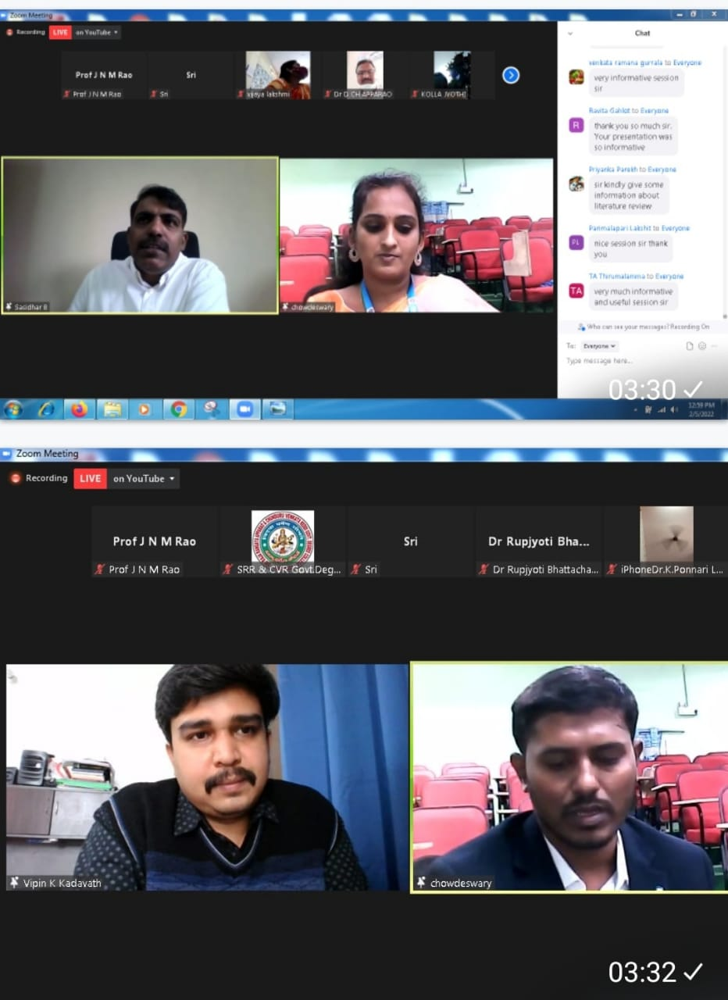 Zoom Meeting
Recording LIVE on YouTube
Chat
Prof J N M Rao Sri
Prof J N M Rao Sri vijaya lakshmi Dr D CH APPARAO KOLLA JYOTHI
venkata ramana gurrala to Everyone
very informative session
sir
Ravita Gahlot to Everyone
R
thank you so much sir.
Your presentation was
so informative
Priyanka Parekh to Everyone
sir kindly give some
information about
literature review
Parimalapari Lakshit to Everyone
PL
nice session sir thank
you
TA Thirumalamma to Everyone
TA
very much informative
and useful session sir
Sasidhar B chowdeswary
Who can see your messages? Recording On
To: Everyone
Type message here...
03:30
12:59 PM
2/5/2022
Zoom Meeting
Recording LIVE on YouTube
Prof J N M Rao Sri Dr Rupjyoti Bha...
Prof J N M Rao SRR & CVR Govt.Deg... Sri Dr Rupjyoti Bhattacha... iPhoneDr.K.Ponnari L...
Vipin K Kadavath chowdeswary
03:32